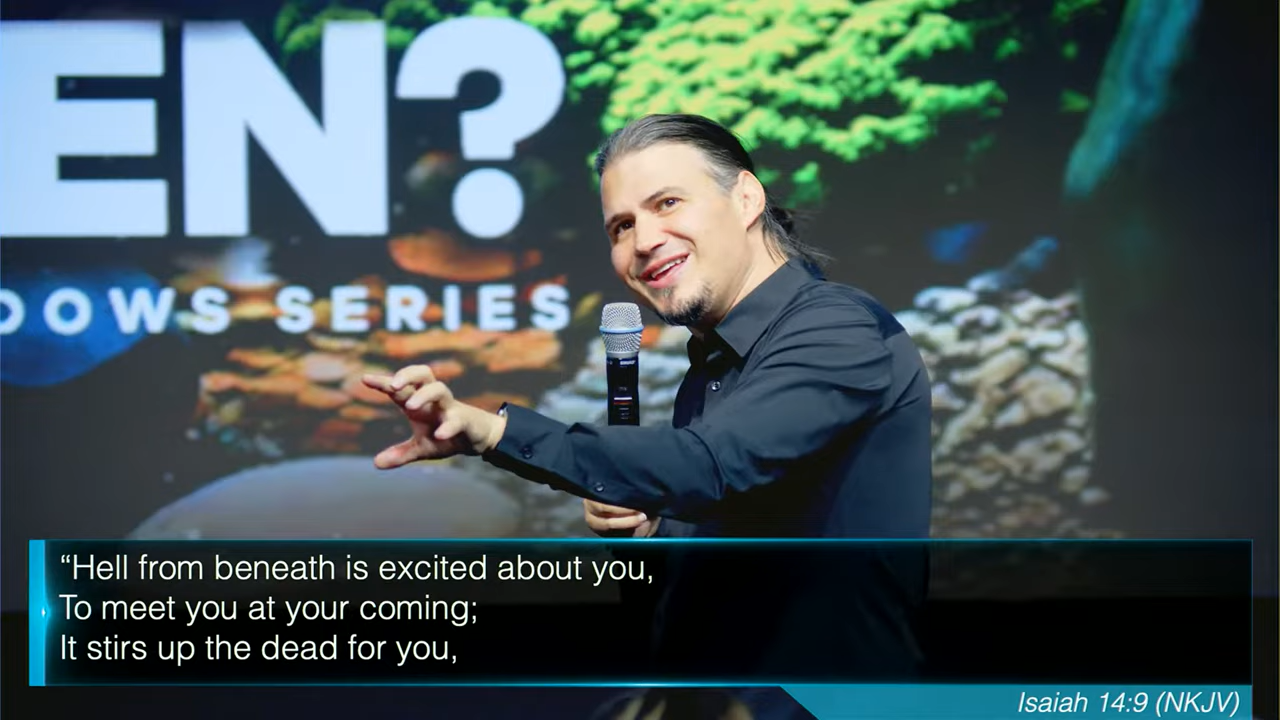 EN?
DOWS SERIES
“Hell from beneath is excited about you,
To meet you at your coming;
It stirs up the dead for you,
Isaiah 14:9 (NKJV)